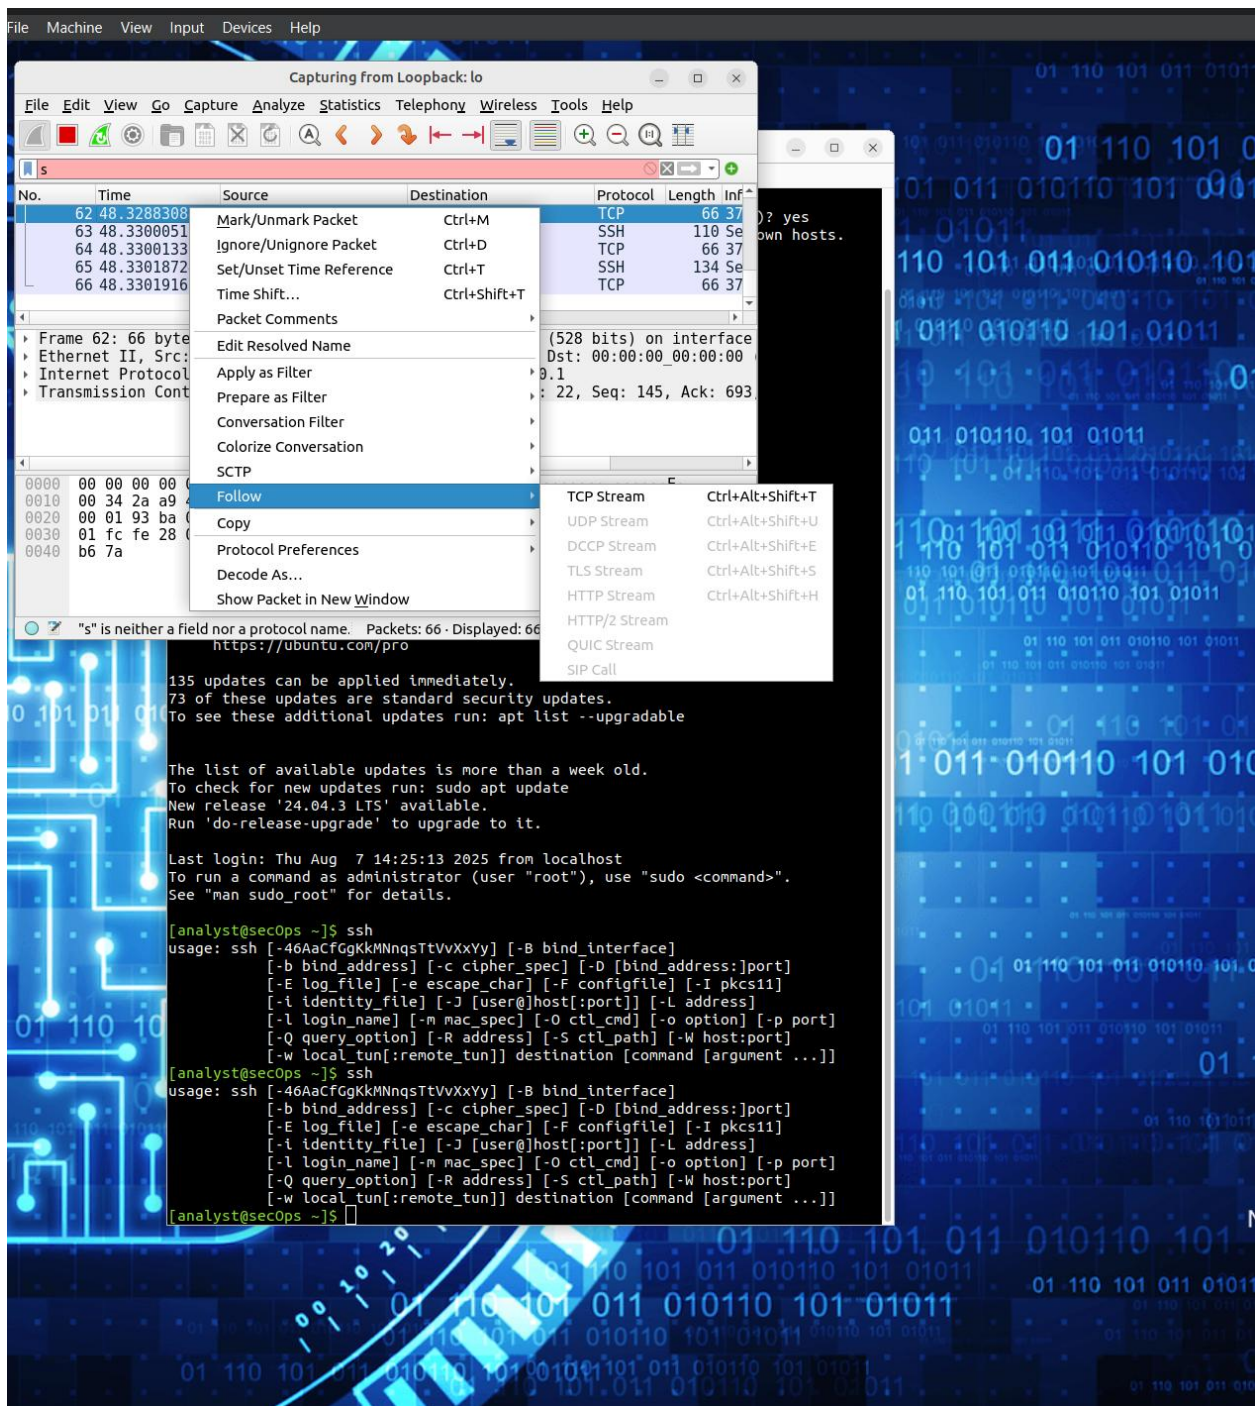 File Machine View Input Devices Help
Capturing from Loopback: lo
File Edit View Go Capture Analyze Statistics Telephony Wireless Tools Help
s
No. Time Source Destination Protocol Length Inf
62 48.3288308 TCP 66 37
63 48.3300051 SSH 110 Se
64 48.3300133 TCP 66 37
65 48.3301872 SSH 134 Se
66 48.3301916 TCP 66 37
)? yes
own hosts.
Mark/Unmark Packet Ctrl+M
Ignore/Unignore Packet Ctrl+D
Set/Unset Time Reference Ctrl+T
Time Shift... Ctrl+Shift+T
Packet Comments
Edit Resolved Name
Apply as Filter
Prepare as Filter
Conversation Filter
Colorize Conversation
SCTP
Follow
Copy
Protocol Preferences
Decode As...
Show Packet in New Window
Frame 62: 66 byte (528 bits) on interface
Ethernet II, Src: Dst: 00:00:00_00:00:00
Internet Protocol 0.1
Transmission Cont : 22, Seq: 145, Ack: 693
0000 00 00 00 00
0010 00 34 2a a9
0020 00 01 93 ba
0030 01 fc fe 28
0040 b6 7a
TCP Stream Ctrl+Alt+Shift+T
UDP Stream Ctrl+Alt+Shift+U
DCCP Stream Ctrl+Alt+Shift+E
TLS Stream Ctrl+Alt+Shift+S
HTTP Stream Ctrl+Alt+Shift+H
HTTP/2 Stream
QUIC Stream
SIP Call
"s" is neither a field nor a protocol name. Packets: 66 · Displayed: 66
https://ubuntu.com/pro
135 updates can be applied immediately.
73 of these updates are standard security updates.
To see these additional updates run: apt list --upgradable
The list of available updates is more than a week old.
To check for new updates run: sudo apt update
New release '24.04.3 LTS' available.
Run 'do-release-upgrade' to upgrade to it.
Last login: Thu Aug  7 14:25:13 2025 from localhost
To run a command as administrator (user "root"), use "sudo <command>".
See "man sudo_root" for details.
[analyst@secOps ~]$ ssh
usage: ssh [-46AaCfGgKkMNnqsTtVvXxYy] [-B bind_interface]
[-b bind_address] [-c cipher_spec] [-D [bind_address:]port]
[-E log_file] [-e escape_char] [-F configfile] [-I pkcs11]
[-i identity_file] [-J [user@]host[:port]] [-L address]
[-l login_name] [-m mac_spec] [-O ctl_cmd] [-o option] [-p port]
[-Q query_option] [-R address] [-S ctl_path] [-W host:port]
[-w local_tun[:remote_tun]] destination [command [argument ...]]
[analyst@secOps ~]$ ssh
usage: ssh [-46AaCfGgKkMNnqsTtVvXxYy] [-B bind_interface]
[-b bind_address] [-c cipher_spec] [-D [bind_address:]port]
[-E log_file] [-e escape_char] [-F configfile] [-I pkcs11]
[-i identity_file] [-J [user@]host[:port]] [-L address]
[-l login_name] [-m mac_spec] [-O ctl_cmd] [-o option] [-p port]
[-Q query_option] [-R address] [-S ctl_path] [-W host:port]
[-w local_tun[:remote_tun]] destination [command [argument ...]]
[analyst@secOps ~]$